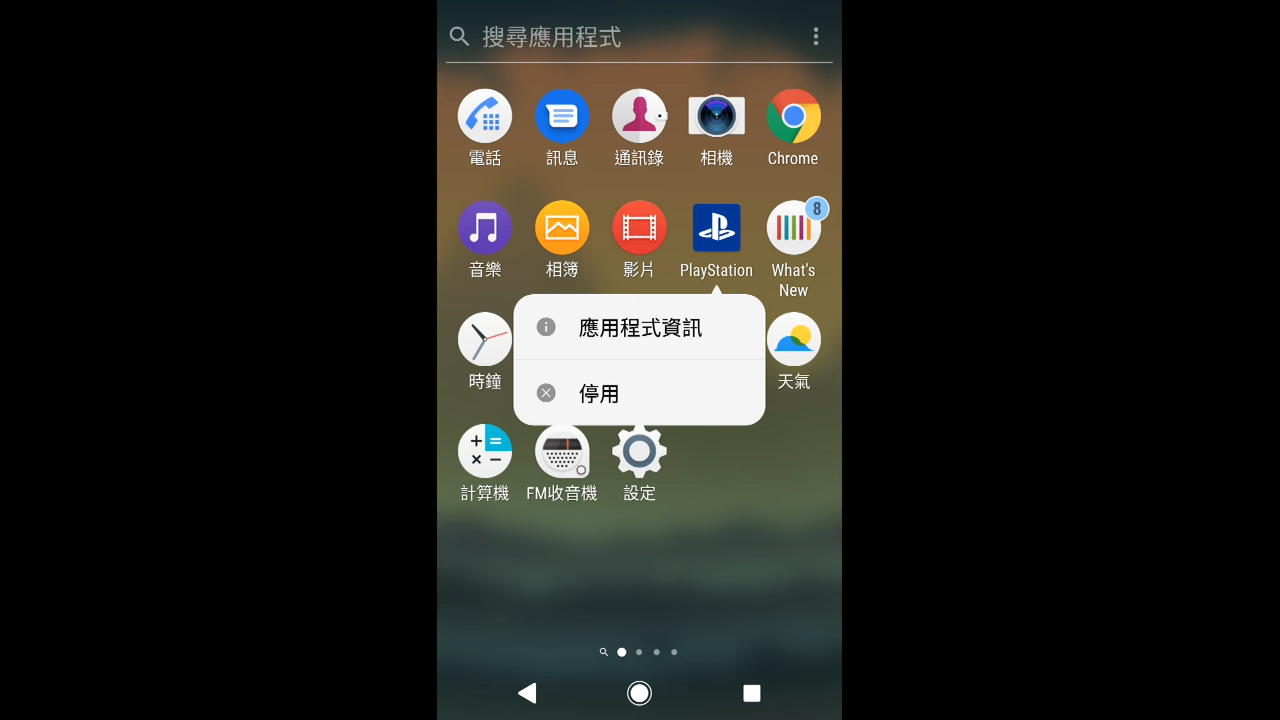 搜尋應用程式
電話
訊息
通訊錄
相機
Chrome
音樂
相簿
影片
PlayStation
What's
New
8
應用程式資訊
停用
時鐘
天氣
計算機
FM收音機
設定